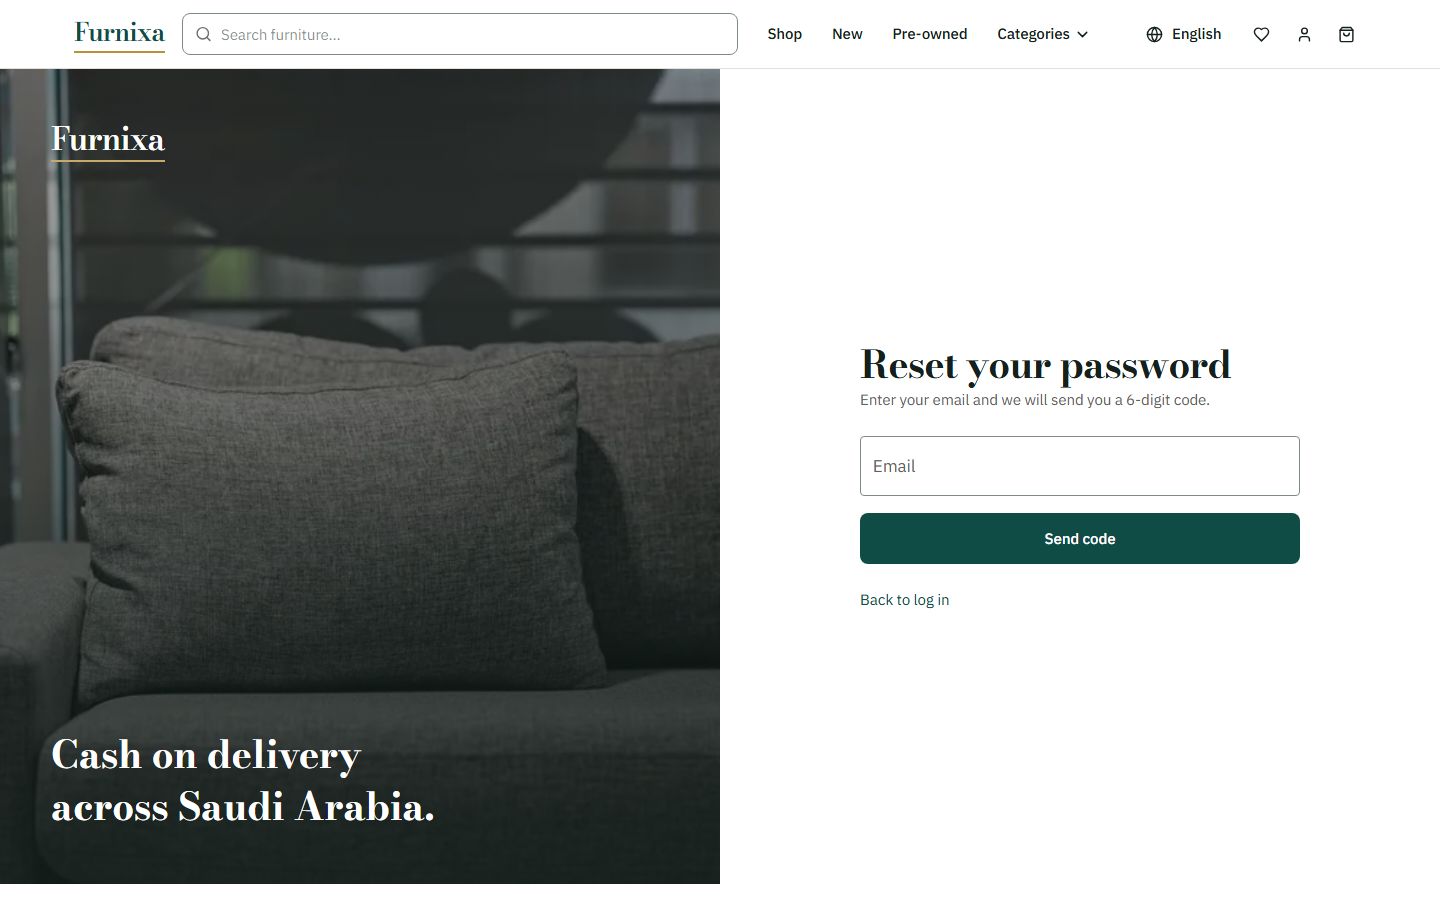 Furnixa
Search furniture...
Shop
New
Pre-owned
Categories
English
Furnixa
Cash on delivery
across Saudi Arabia.
Reset your password
Enter your email and we will send you a 6-digit code.
Email
Send code
Back to log in